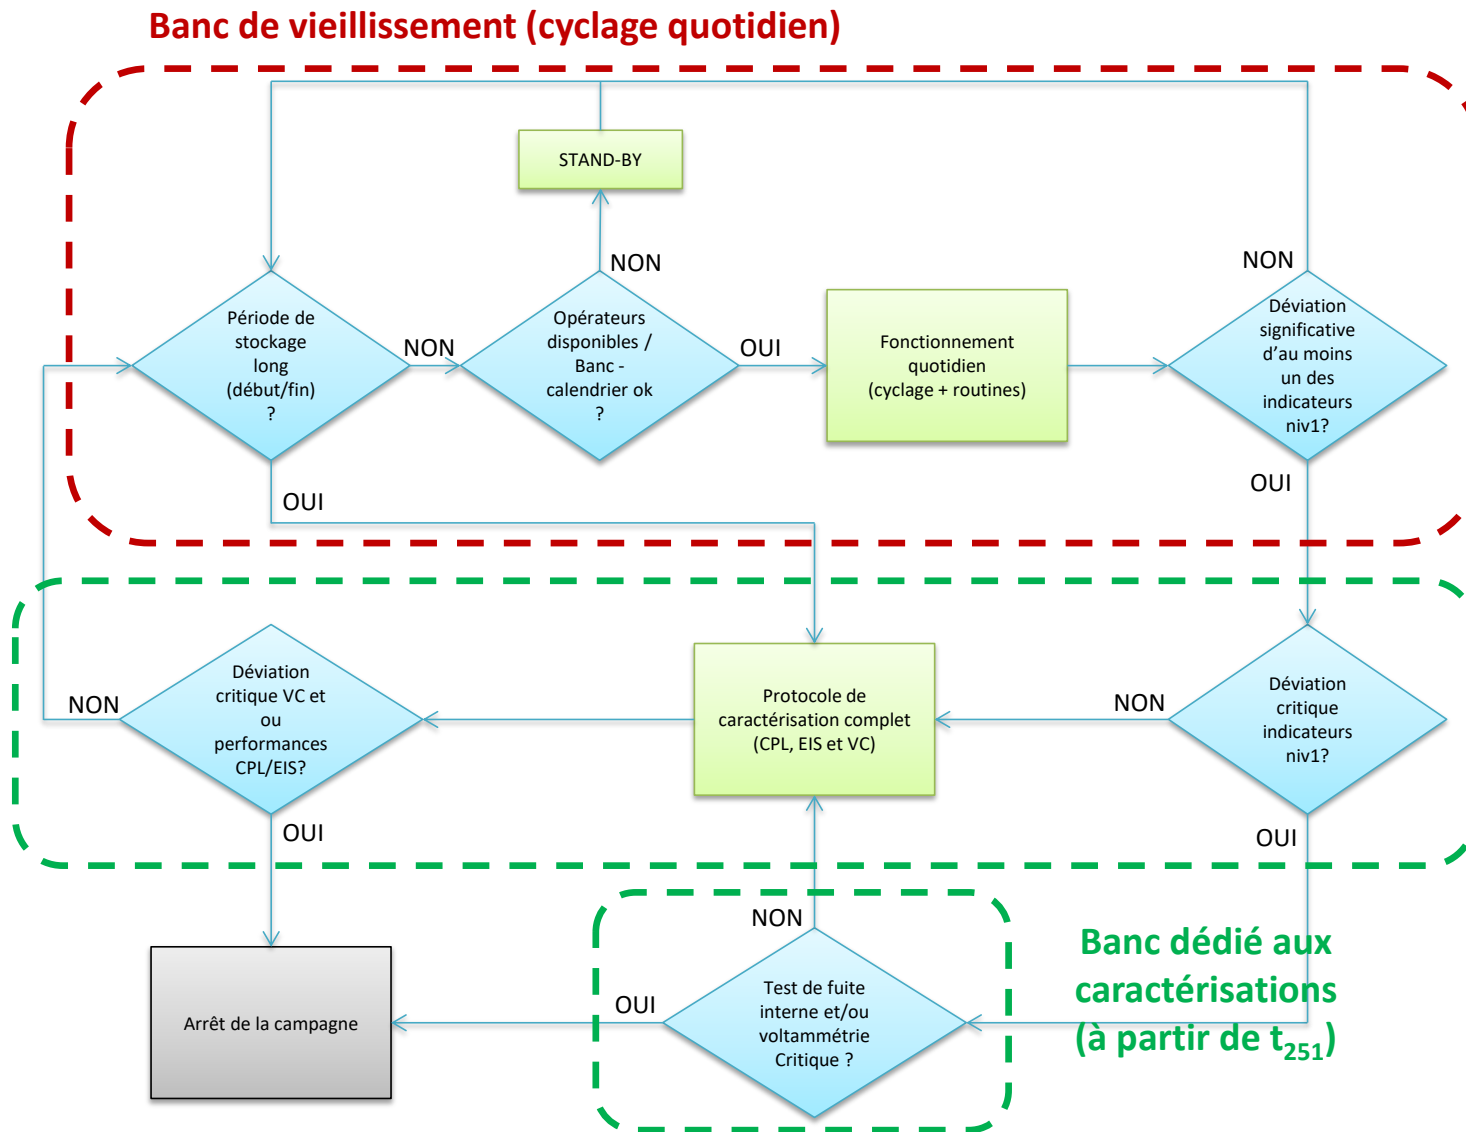 Banc de vieillissement (cyclage quotidien)
STAND-BY
NON
NON
Période de
stockage
long
(début/fin)
?
NON
Opérateurs
disponibles /
Banc -
calendrier ok
?
OUI
Fonctionnement
quotidien
(cyclage + routines)
Déviation
significative
d'au moins
un des
indicateurs
niv1?
OUI
OUI
Déviation
critique VC et
ou
performances
CPL/EIS?
NON
Protocole de
caractérisation complet
(CPL, EIS et VC)
NON
Déviation
critique
indicateurs
niv1?
OUI
OUI
NON
Arrêt de la campagne
OUI
Test de fuite
interne et/ou
voltammétrie
Critique ?
Banc dédié aux
caractérisations
(à partir de t251)